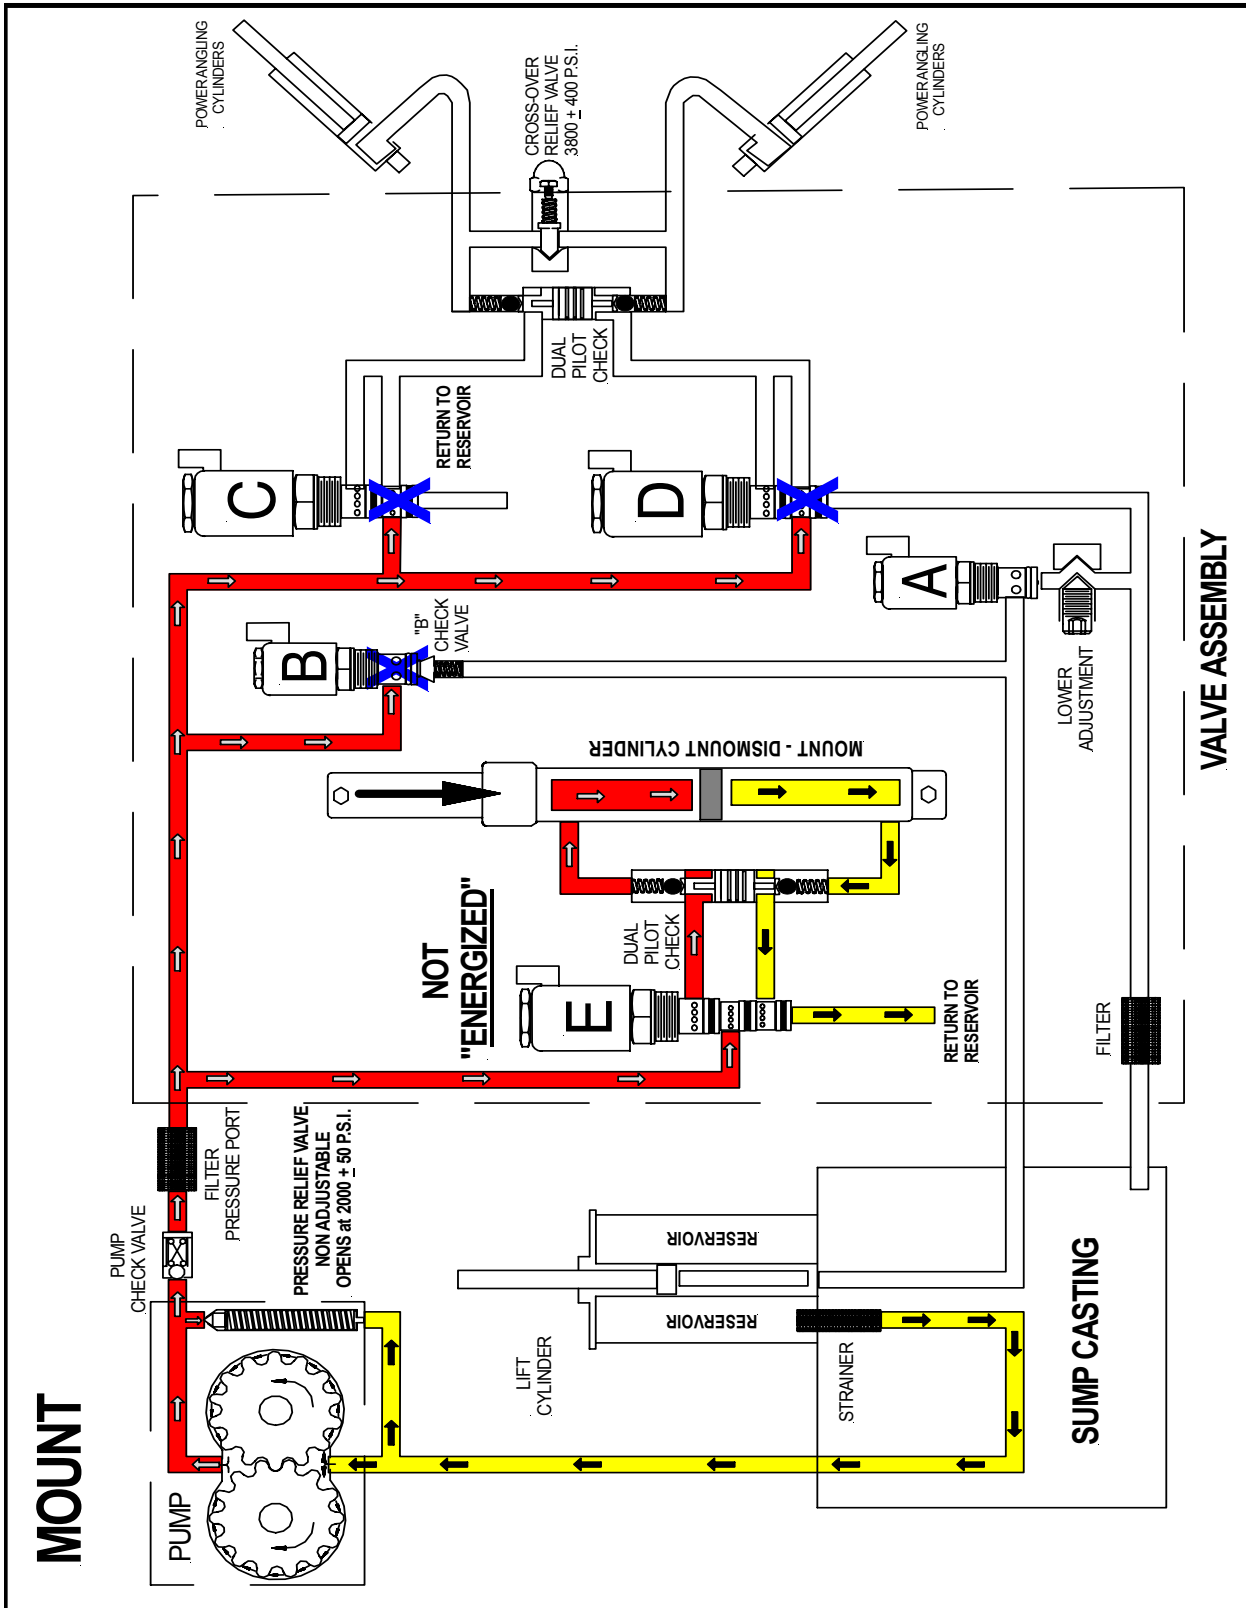 MOUNT
POWER ANGLING
CYLINDERS
CROSS-OVER
RELIEF VALVE
3800 ± 400 P.S.I.
POWER ANGLING
CYLINDERS
DUAL
PILOT
CHECK
C
RETURN TO
RESERVOIR
D
A
B
"B"
CHECK
VALVE
LOWER
ADJUSTMENT
VALVE ASSEMBLY
MOUNT - DISMOUNT CYLINDER
NOT
"ENERGIZED"
DUAL
PILOT
CHECK
E
RETURN TO
RESERVOIR
FILTER
FILTER
PRESSURE PORT
PRESSURE RELIEF VALVE
NON ADJUSTABLE
OPENS at 2000 ± 50 P.S.I.
PUMP
CHECK VALVE
RESERVOIR
RESERVOIR
LIFT
CYLINDER
STRAINER
SUMP CASTING
PUMP